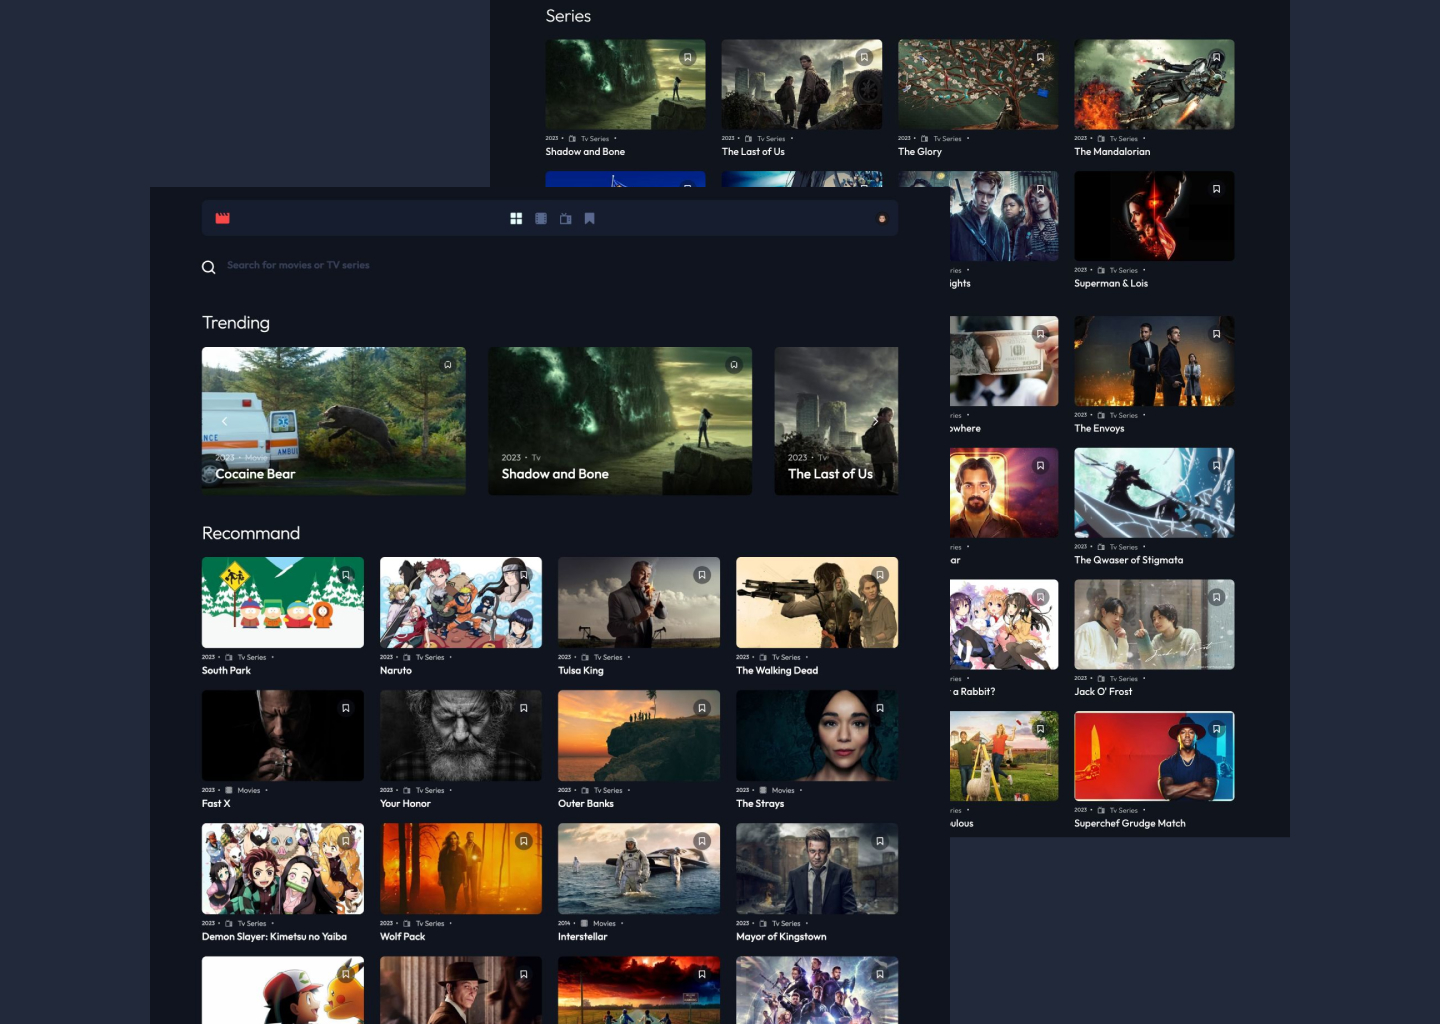 Series
2023 • Tv Series •
Shadow and Bone
2023 • Tv Series •
The Last of Us
2023 • Tv Series •
The Glory
2023 • Tv Series •
The Mandalorian
ries •
ights
2023 • Tv Series •
Superman & Lois
ries •
owhere
2023 • Tv Series •
The Envoys
ries •
ar
2023 • Tv Series •
The Qwaser of Stigmata
ries •
r a Rabbit?
2023 • Tv Series •
Jack O' Frost
ries •
ulous
2023 • Tv Series •
Superchef Grudge Match
Search for movies or TV series
Trending
NCE
AMBUL
2023 • Movie
Cocaine Bear
2023 • Tv
Shadow and Bone
2023 • Tv
The Last of Us
Recommand
2023 • Tv Series •
South Park
2023 • Tv Series •
Naruto
2023 • Tv Series •
Tulsa King
2023 • Tv Series •
The Walking Dead
2023 • Movies •
Fast X
2023 • Tv Series •
Your Honor
2023 • Tv Series •
Outer Banks
2023 • Movies •
The Strays
2023 • Tv Series •
Demon Slayer: Kimetsu no Yaiba
2023 • Tv Series •
Wolf Pack
2014 • Movies •
Interstellar
2023 • Tv Series •
Mayor of Kingstown